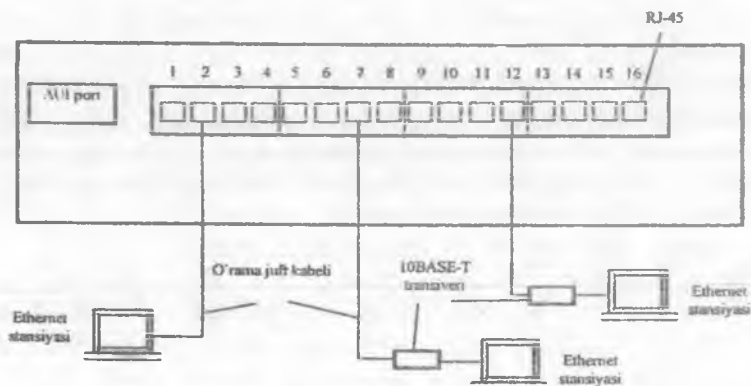 RJ-45
1 2 3 4 5 6 7 8 9 10 11 12 13 14 15 16
AUI port
O'rama juft kabeli
10BASE-T
transiveri
Ethernet
stansiyasi
Ethernet
stansiyasi
Ethernet
stansiyasi